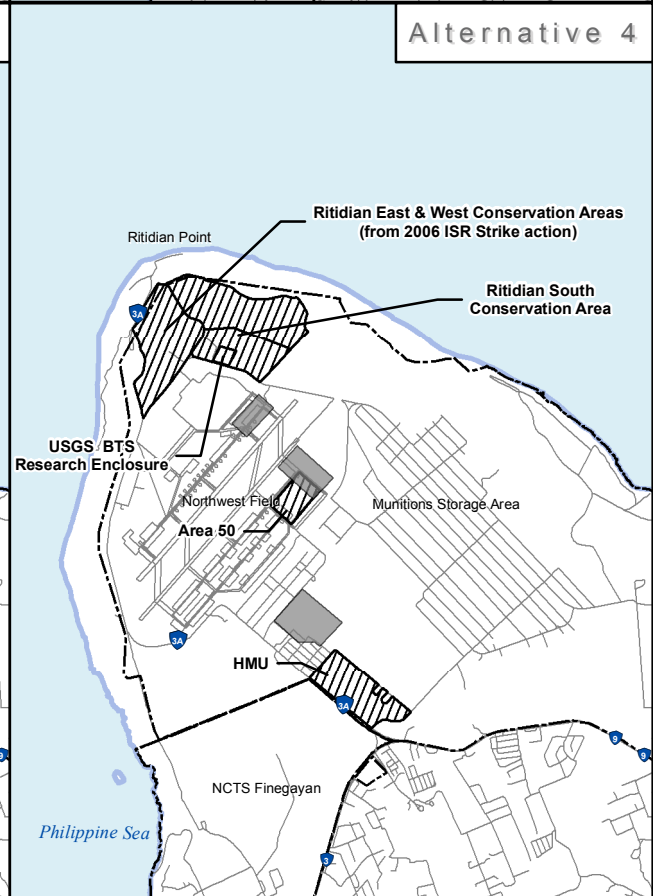 Alternative 4
Ritidian East & West Conservation Areas
(from 2006 ISR Strike action)
Ritidian Point
Ritidian South
Conservation Area
3A
USGS BTS
Research Enclosure
Northwest Field
Munitions Storage Area
Area 50
3A
HMU
3A
9
9
9
NCTS Finegayan
Philippine Sea
3